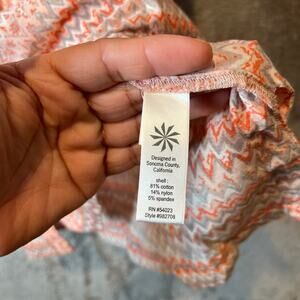 Designed in
Sonoma County,
California
shell :
81% cotton
14% nylon
5% spandex
RN #54023
Style #982708